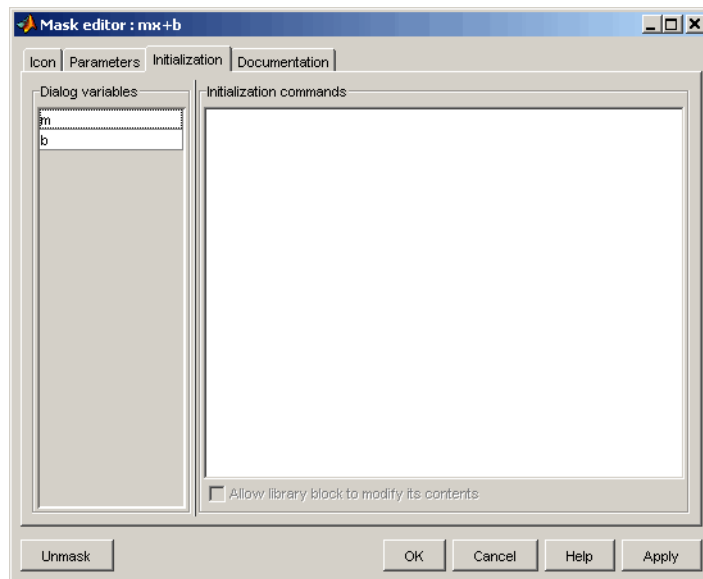 Mask editor : mx+b
Icon Parameters Initialization Documentation
Dialog variables
m
b
Initialization commands
Allow library block to modify its contents
Unmask OK Cancel Help Apply